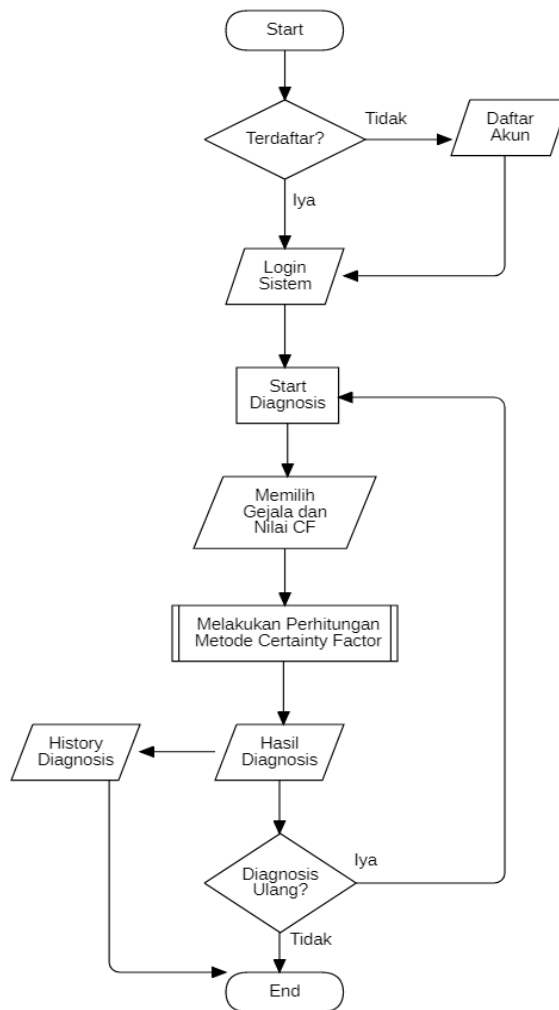 Start
Terdaftar?
Tidak
Daftar
Akun
Iya
Login
Sistem
Start
Diagnosis
Memilih
Gejala dan
Nilai CF
Melakukan Perhitungan
Metode Certainty Factor
History
Diagnosis
Hasil
Diagnosis
Diagnosis
Ulang?
Iya
Tidak
End